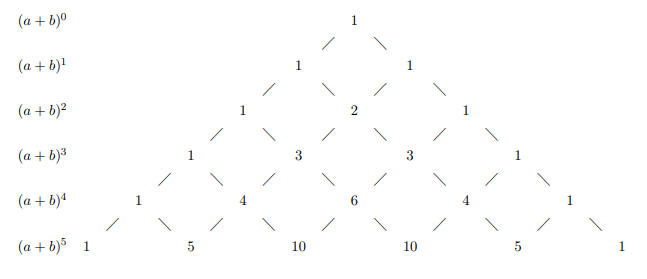 (a + b)⁰ 1
(a + b)¹ 1 1
(a + b)² 1 2 1
(a + b)³ 1 3 3 1
(a + b)⁴ 1 4 6 4 1
(a + b)⁵ 1 5 10 10 5 1